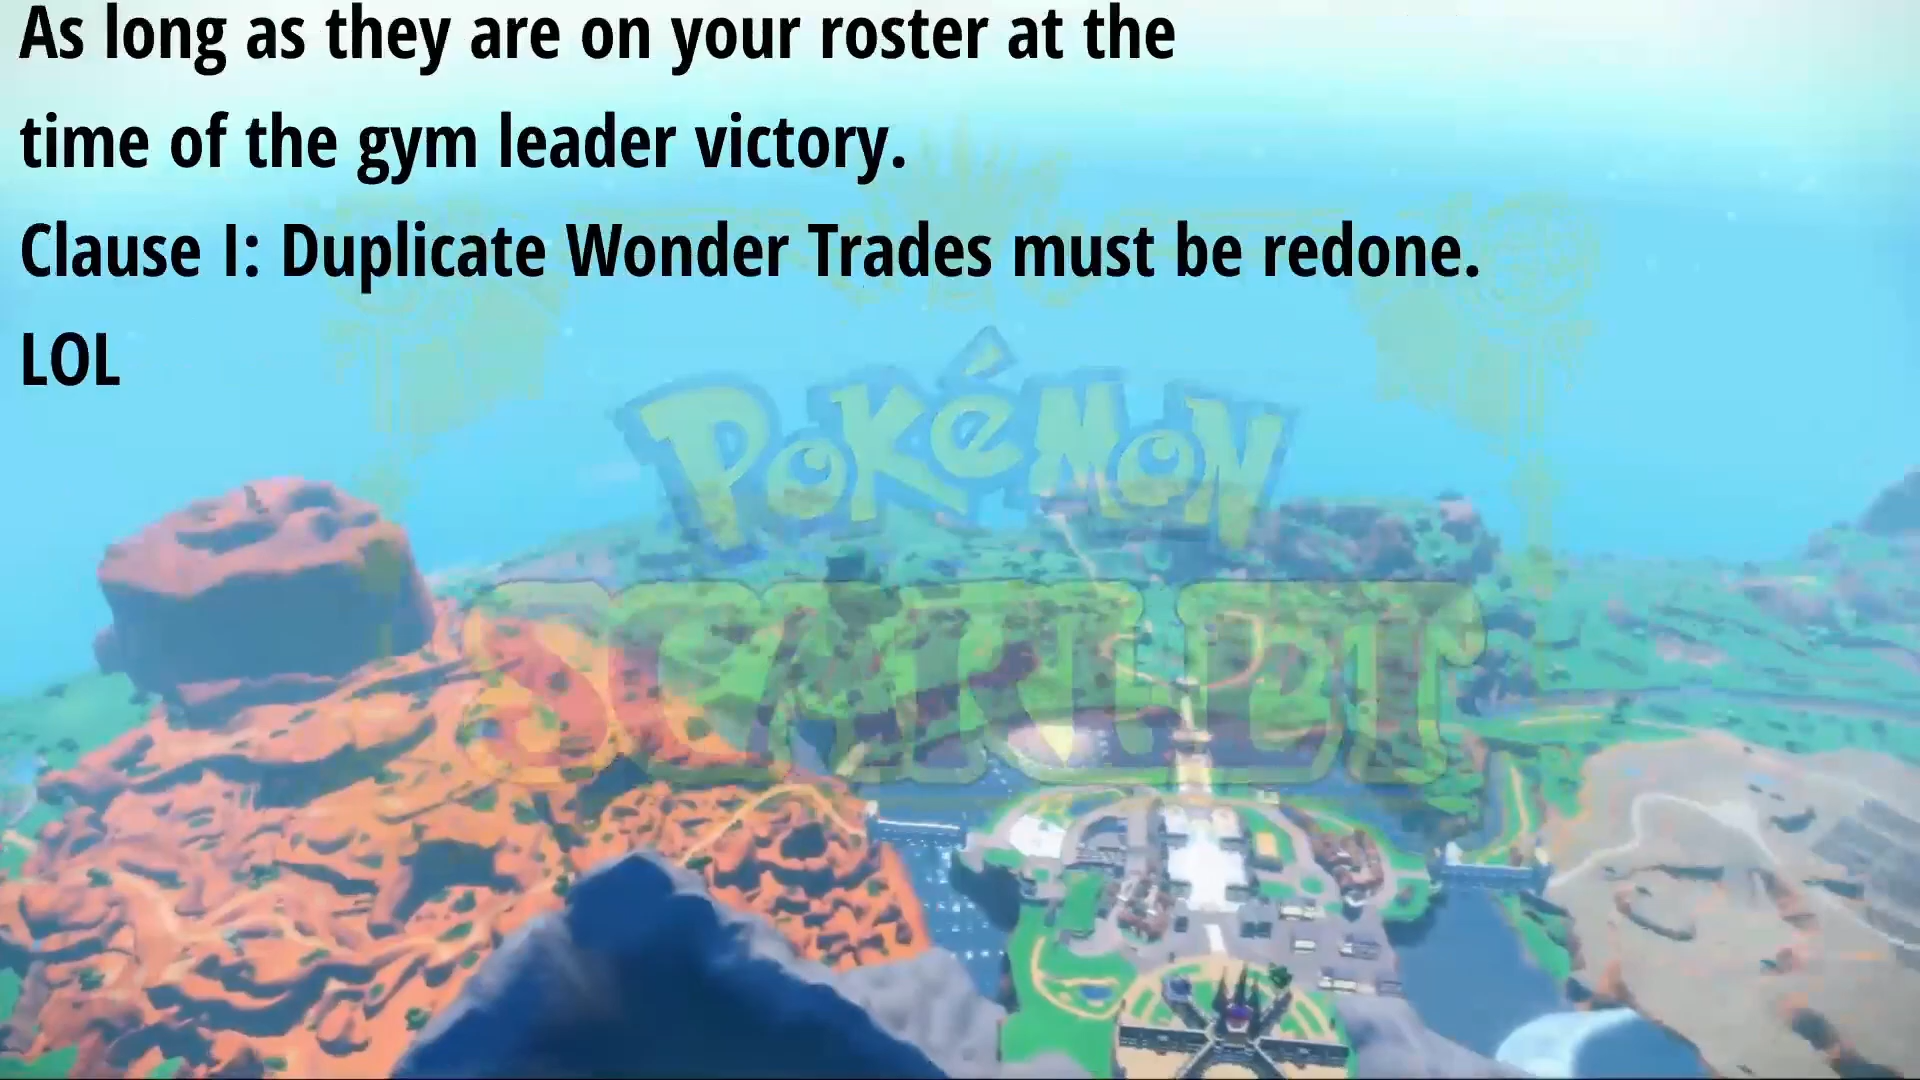 As long as they are on your roster at the
time of the gym leader victory.
Clause I: Duplicate Wonder Trades must be redone.
LOL
POKéMON
SCARLET